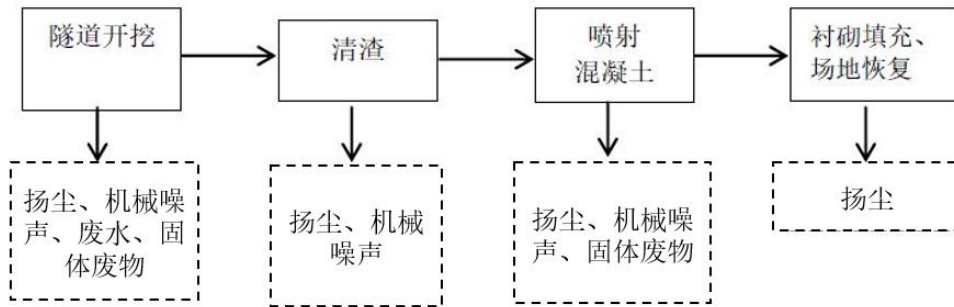 隧道开挖
清渣
喷射
混凝土
衬砌填充、
场地恢复
扬尘、机械噪
声、废水、固
体废物
扬尘、机械
噪声
扬尘、机械噪
声、固体废物
扬尘